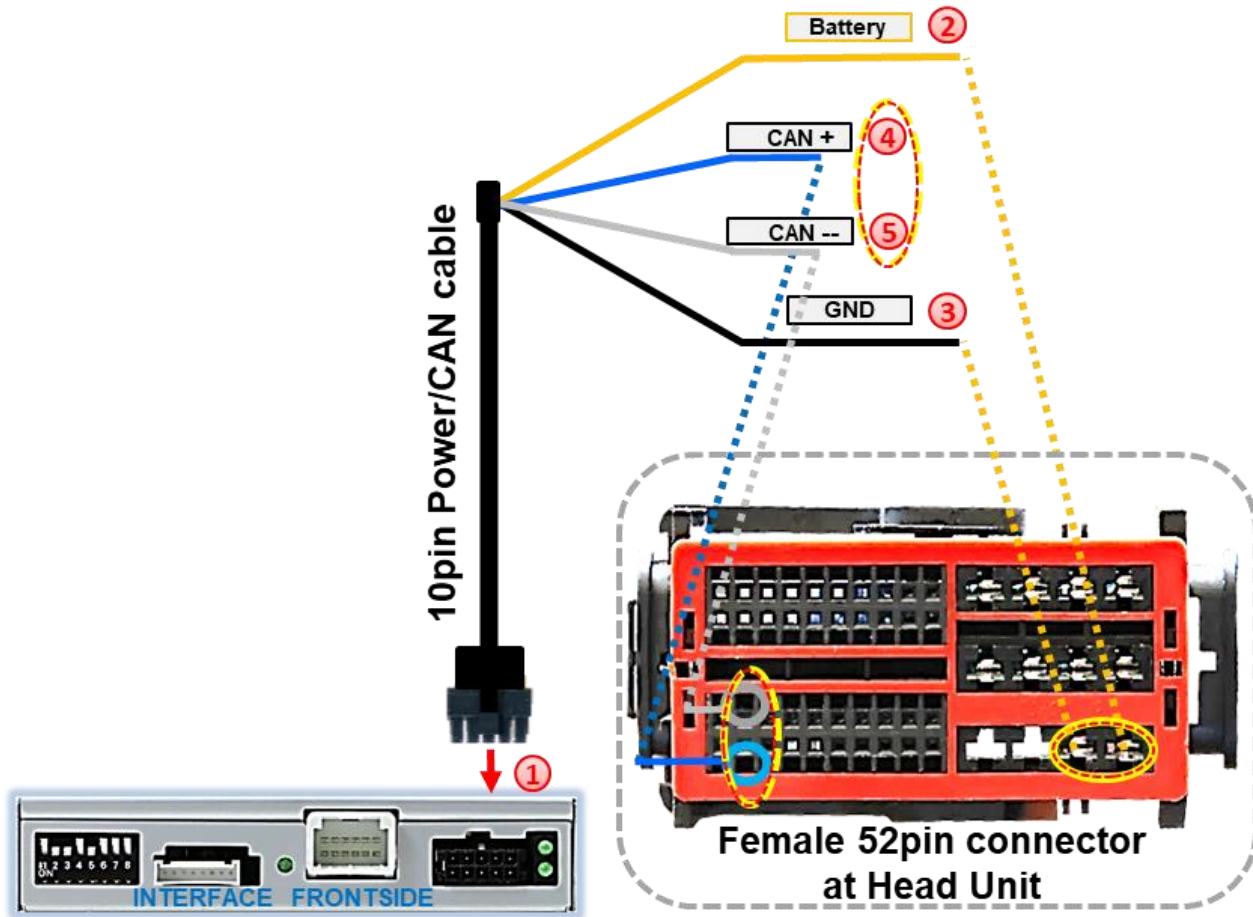 Battery 2
CAN + 4
CAN -- 5
GND 3
10pin Power/CAN cable
1
ON
1 2 3 4 5 6 7 8
INTERFACE FRONTSIDE
Female 52pin connector
at Head Unit